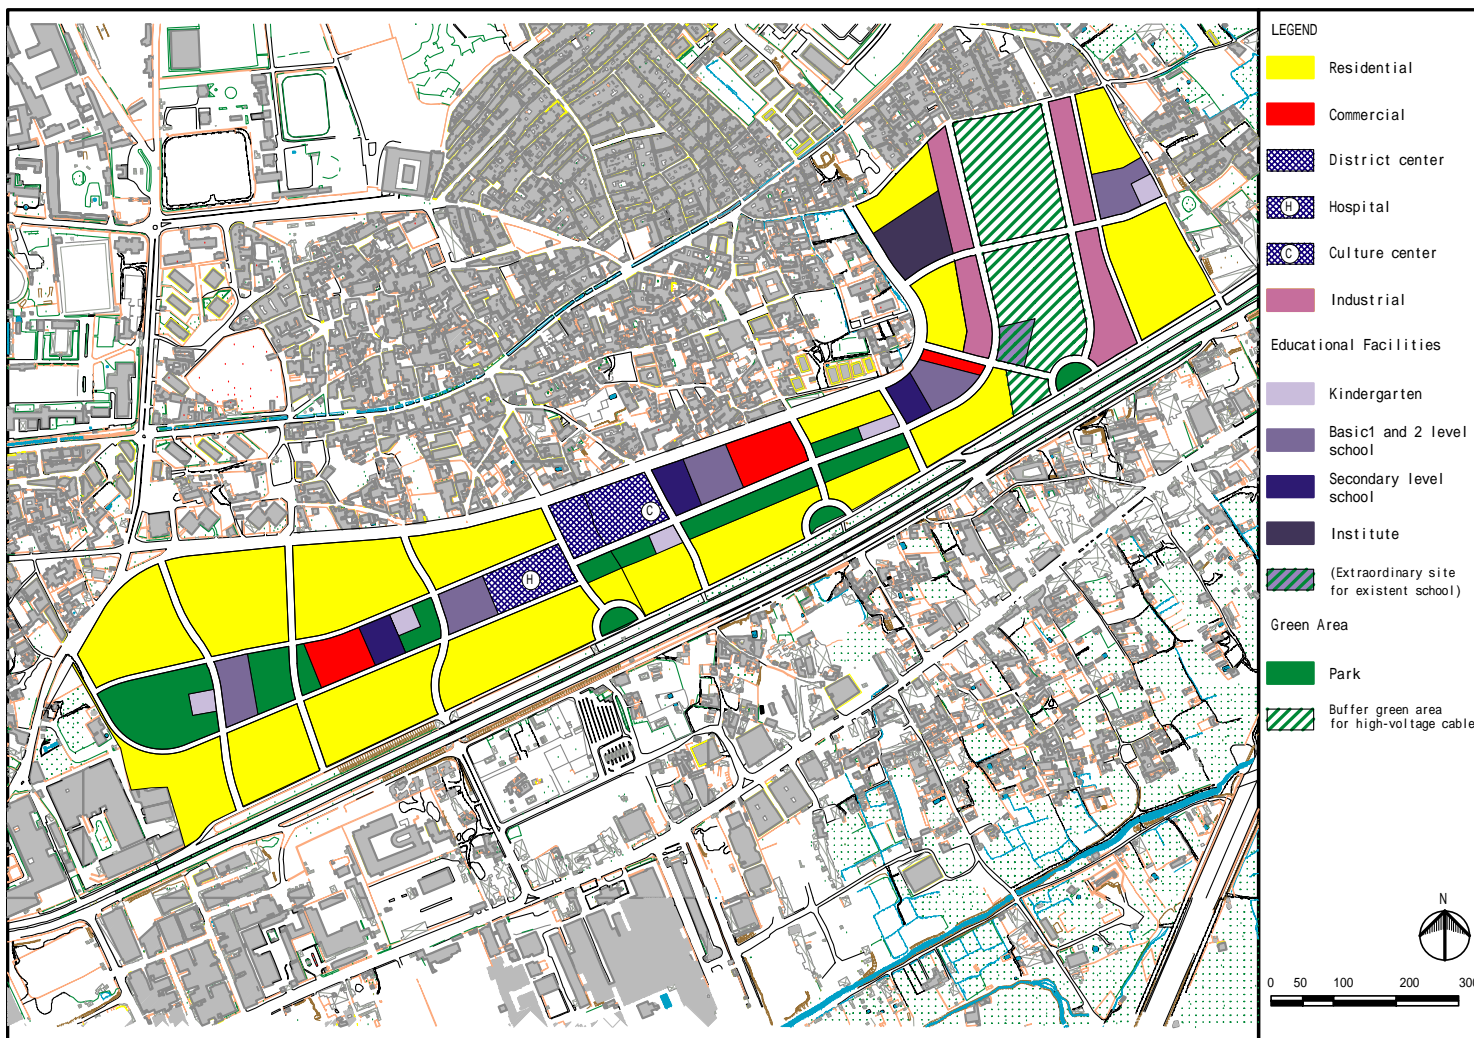 LEGEND
Residential
Commercial
District center
H Hospital
C Culture center
Industrial
Educational Facilities
Kindergarten
Basic1 and 2 level
school
Secondary level
school
Institute
(Extraordinary site
for existent school)
Green Area
Park
Buffer green area
for high-voltage cable
C
H
N
0 50 100 200 300